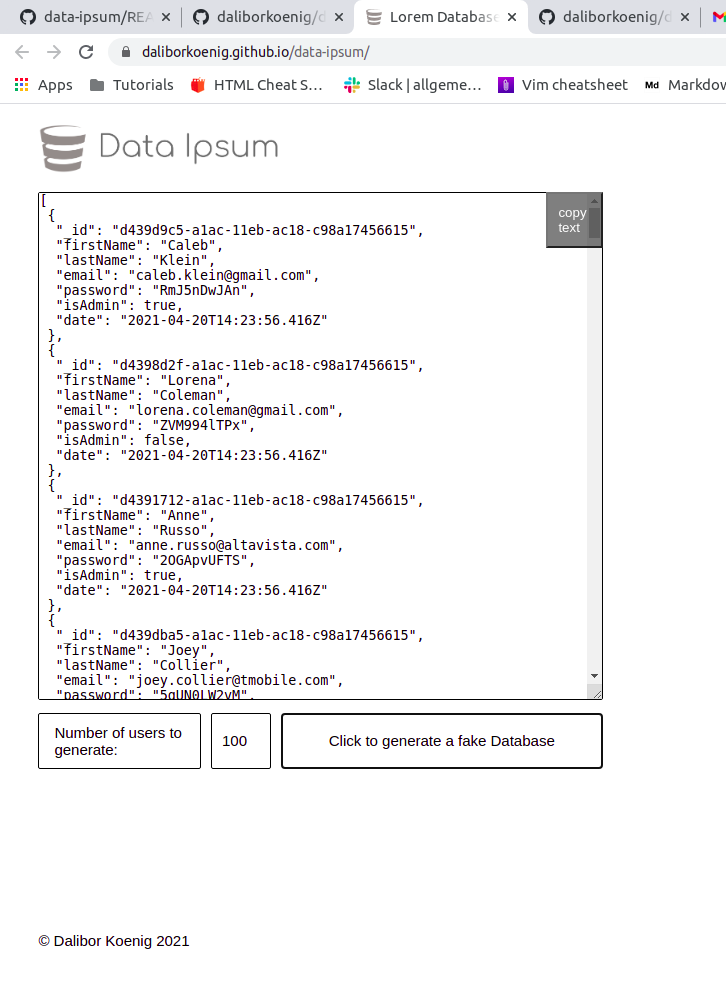 data-ipsum/REA
daliborkoenig/d
Lorem Database
daliborkoenig/d
daliborkoenig.github.io/data-ipsum/
Apps Tutorials HTML Cheat S… Slack | allgeme… Vim cheatsheet Md Markdow
Data Ipsum
[
{
"_id": "d439d9c5-a1ac-11eb-ac18-c98a17456615",
"firstName": "Caleb",
"lastName": "Klein",
"email": "caleb.klein@gmail.com",
"password": "RmJ5nDwJAn",
"isAdmin": true,
"date": "2021-04-20T14:23:56.416Z"
},
{
"_id": "d4398d2f-a1ac-11eb-ac18-c98a17456615",
"firstName": "Lorena",
"lastName": "Coleman",
"email": "lorena.coleman@gmail.com",
"password": "ZVM994lTPx",
"isAdmin": false,
"date": "2021-04-20T14:23:56.416Z"
},
{
"_id": "d4391712-a1ac-11eb-ac18-c98a17456615",
"firstName": "Anne",
"lastName": "Russo",
"email": "anne.russo@altavista.com",
"password": "2OGApvUFTS",
"isAdmin": true,
"date": "2021-04-20T14:23:56.416Z"
},
{
"_id": "d439dba5-a1ac-11eb-ac18-c98a17456615",
"firstName": "Joey",
"lastName": "Collier",
"email": "joey.collier@tmobile.com",
"password": "5qUN0LW2vM",
copy
text
Number of users to
generate:
100
Click to generate a fake Database
© Dalibor Koenig 2021